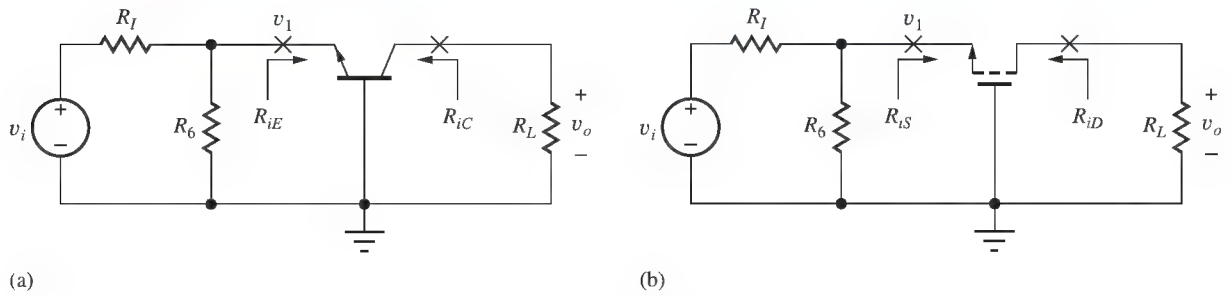 R_I
v_1
R_iE
R_iC
R_6
v_i
+
−
R_L
+
v_o
−
(a)
R_I
v_1
R_iS
R_iD
R_6
v_i
+
−
R_L
+
v_o
−
(b)